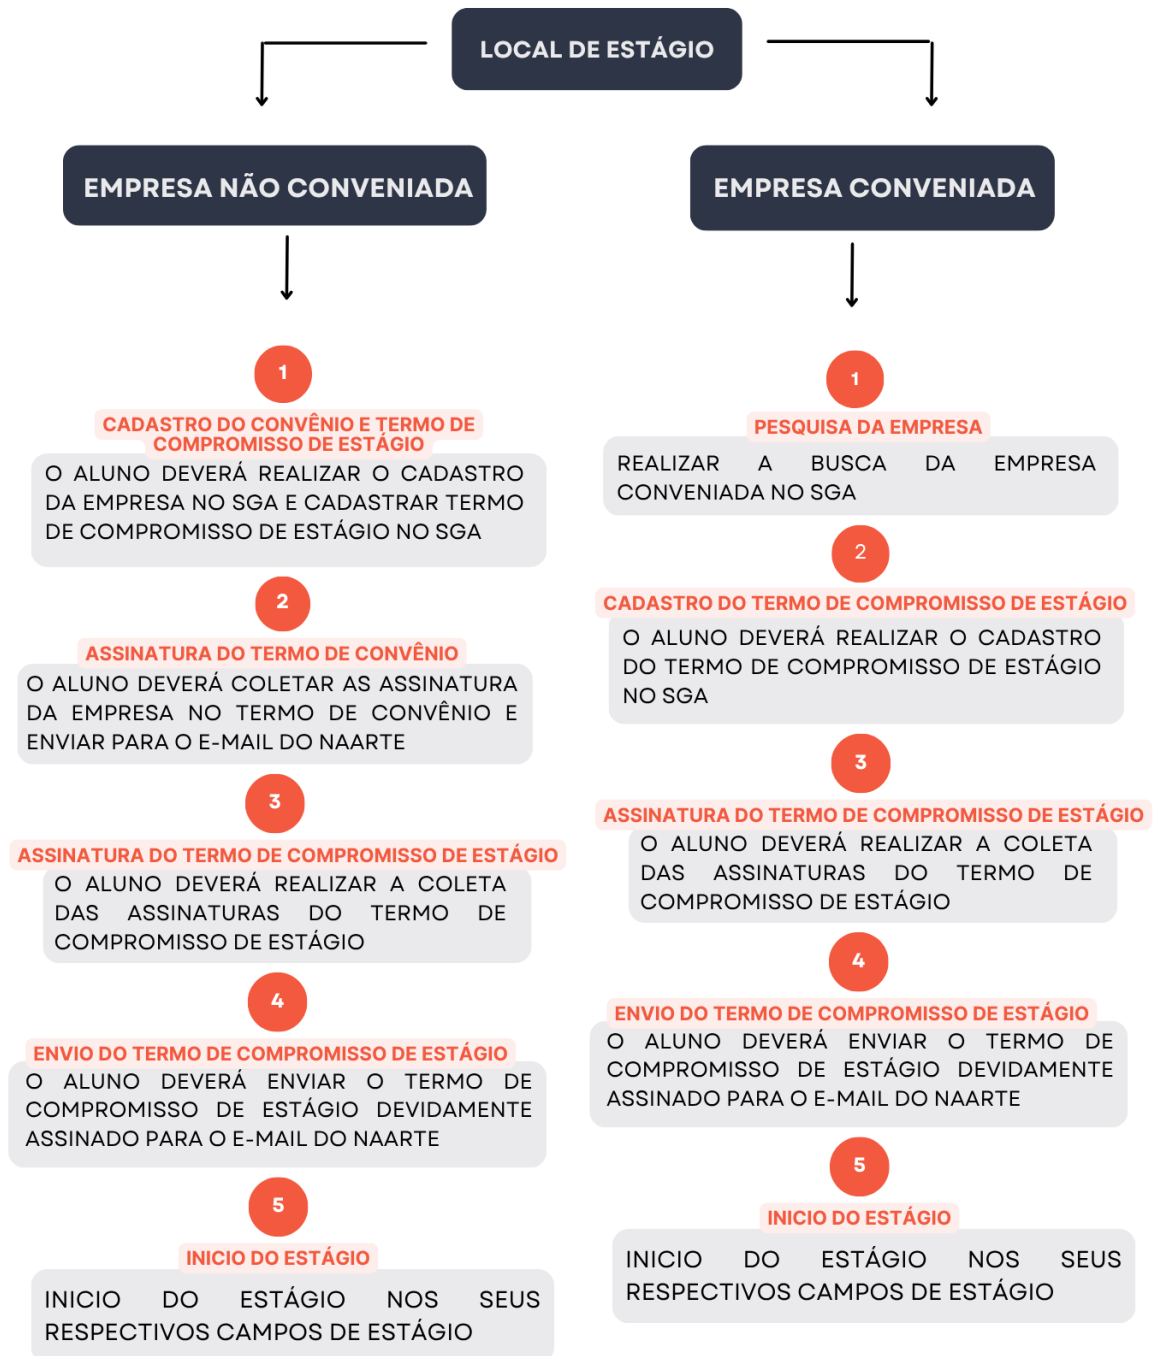 LOCAL DE ESTÁGIO
EMPRESA NÃO CONVENIADA
1
CADASTRO DO CONVÊNIO E TERMO DE
COMPROMISSO DE ESTÁGIO
O ALUNO DEVERÁ REALIZAR O CADASTRO
DA EMPRESA NO SGA E CADASTRAR TERMO
DE COMPROMISSO DE ESTÁGIO NO SGA
2
ASSINATURA DO TERMO DE CONVÊNIO
O ALUNO DEVERÁ COLETAR AS ASSINATURA
DA EMPRESA NO TERMO DE CONVÊNIO E
ENVIAR PARA O E-MAIL DO NAARTE
3
ASSINATURA DO TERMO DE COMPROMISSO DE ESTÁGIO
O ALUNO DEVERÁ REALIZAR A COLETA
DAS ASSINATURAS DO TERMO DE
COMPROMISSO DE ESTÁGIO
4
ENVIO DO TERMO DE COMPROMISSO DE ESTÁGIO
O ALUNO DEVERÁ ENVIAR O TERMO DE
COMPROMISSO DE ESTÁGIO DEVIDAMENTE
ASSINADO PARA O E-MAIL DO NAARTE
5
INICIO DO ESTÁGIO
INICIO DO ESTÁGIO NOS SEUS
RESPECTIVOS CAMPOS DE ESTÁGIO
EMPRESA CONVENIADA
1
PESQUISA DA EMPRESA
REALIZAR A BUSCA DA EMPRESA
CONVENIADA NO SGA
2
CADASTRO DO TERMO DE COMPROMISSO DE ESTÁGIO
O ALUNO DEVERÁ REALIZAR O CADASTRO
DO TERMO DE COMPROMISSO DE ESTÁGIO
NO SGA
3
ASSINATURA DO TERMO DE COMPROMISSO DE ESTÁGIO
O ALUNO DEVERÁ REALIZAR A COLETA
DAS ASSINATURAS DO TERMO DE
COMPROMISSO DE ESTÁGIO
4
ENVIO DO TERMO DE COMPROMISSO DE ESTÁGIO
O ALUNO DEVERÁ ENVIAR O TERMO DE
COMPROMISSO DE ESTÁGIO DEVIDAMENTE
ASSINADO PARA O E-MAIL DO NAARTE
5
INICIO DO ESTÁGIO
INICIO DO ESTÁGIO NOS SEUS
RESPECTIVOS CAMPOS DE ESTÁGIO